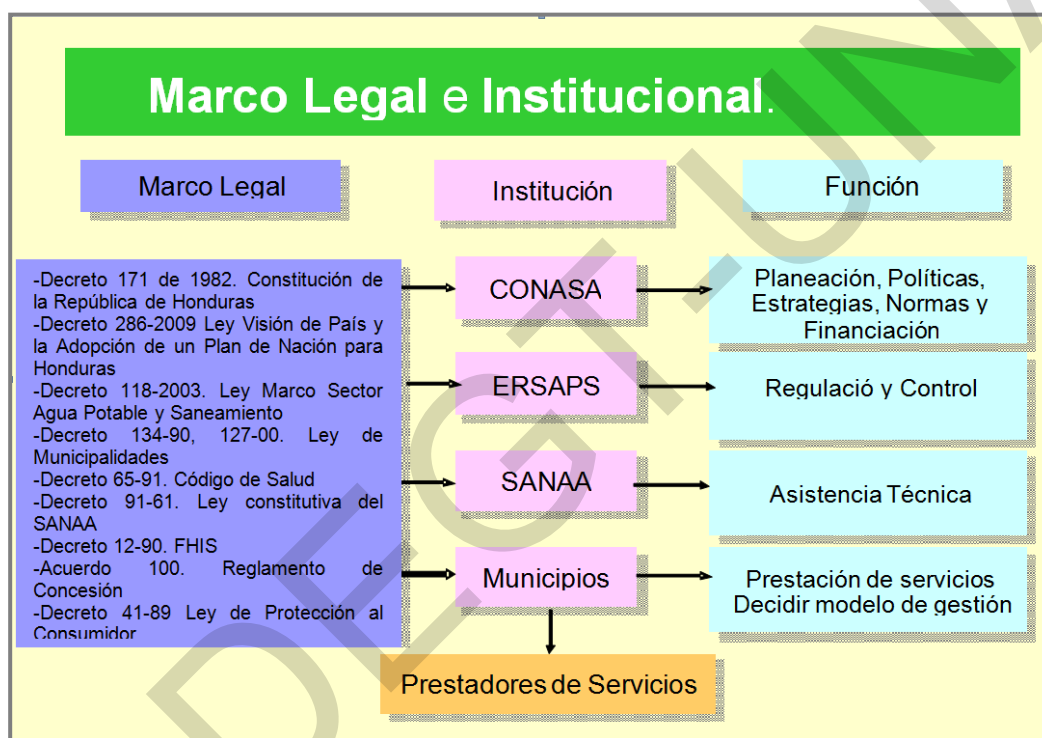 Marco Legal e Institucional.
Marco Legal
Institución
Función
-Decreto 171 de 1982. Constitución de
la República de Honduras
-Decreto 286-2009 Ley Visión de País y
la Adopción de un Plan de Nación para
Honduras
-Decreto 118-2003. Ley Marco Sector
Agua Potable y Saneamiento
-Decreto 134-90, 127-00. Ley de
Municipalidades
-Decreto 65-91. Código de Salud
-Decreto 91-61. Ley constitutiva del
SANAA
-Decreto 12-90. FHIS
-Acuerdo 100. Reglamento de
Concesión
-Decreto 41-89 Ley de Protección al
Consumidor
CONASA
Planeación, Políticas,
Estrategias, Normas y
Financiación
ERSAPS
Regulació y Control
SANAA
Asistencia Técnica
Municipios
Prestación de servicios
Decidir modelo de gestión
Prestadores de Servicios